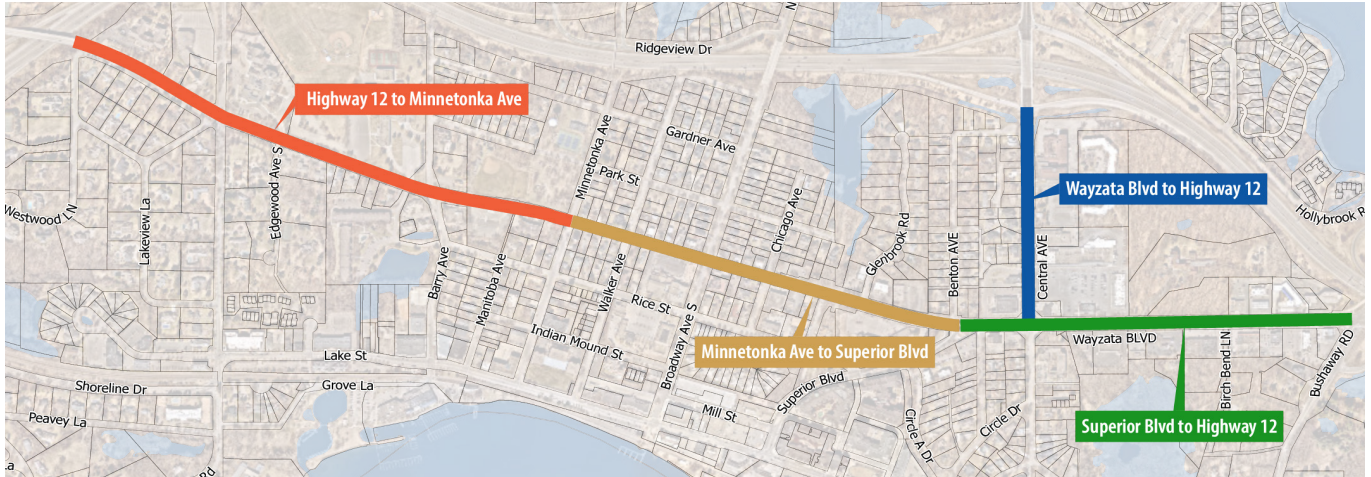 Ridgeview Dr
N
Highway 12 to Minnetonka Ave
Gardner Ave
Minnetonka Ave
Park St
Edgewood Ave S
Wayzata Blvd to Highway 12
Westwood LN
Lakeview La
Chicago Ave
Glenbrook Rd
Benton AVE
Central AVE
Hollybrook R
Barry Ave
Manitoba Ave
Walker Ave
Rice St
Indian Mound St
Broadway Ave S
Minnetonka Ave to Superior Blvd
Wayzata BLVD
Birch Bend LN
Bushaway RD
Lake St
Shoreline Dr
Grove La
Superior Blvd
Mill St
Peavey La
Circle A Dr
Circle Dr
Superior Blvd to Highway 12
La
Rd